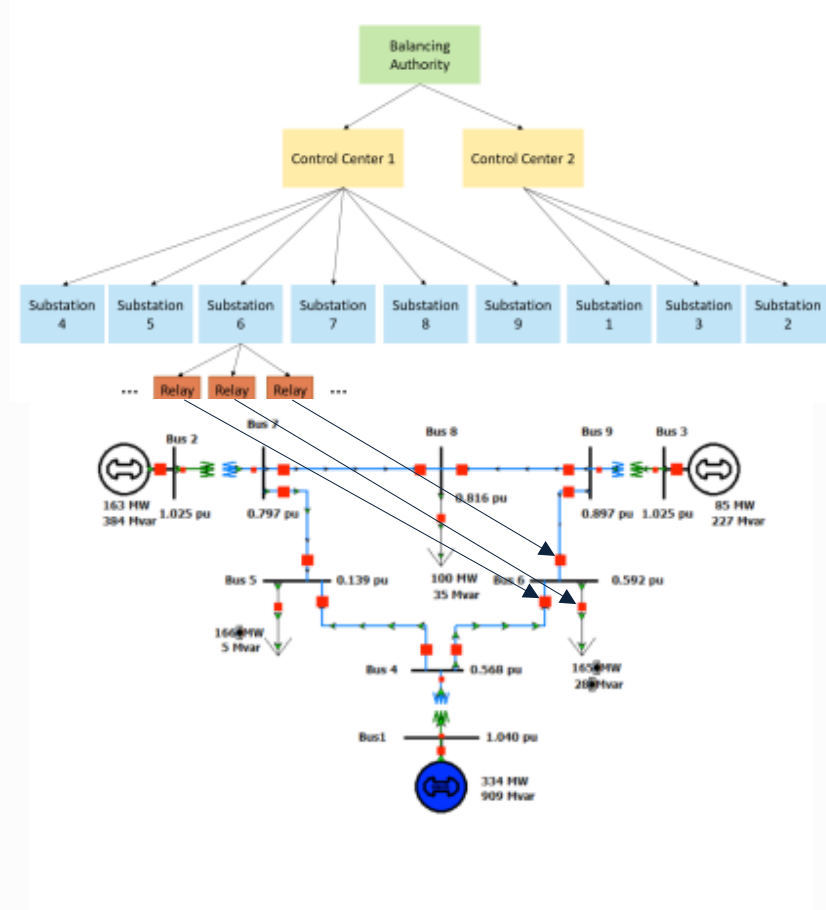 Balancing
Authority
Control Center 1
Control Center 2
Substation
4
Substation
5
Substation
6
Substation
7
Substation
8
Substation
9
Substation
1
Substation
3
Substation
2
...
Relay
Relay
Relay
...
Bus 2
Bus 7
Bus 8
Bus 9
Bus 3
163 MW
384 Mvar
1.025 pu
0.797 pu
0.816 pu
0.897 pu
1.025 pu
85 MW
227 Mvar
Bus 5
0.139 pu
100 MW
35 Mvar
Bus 6
0.592 pu
MW
5 Mvar
MW
Mvar
Bus 4
0.568 pu
Bus1
1.040 pu
334 MW
909 Mvar